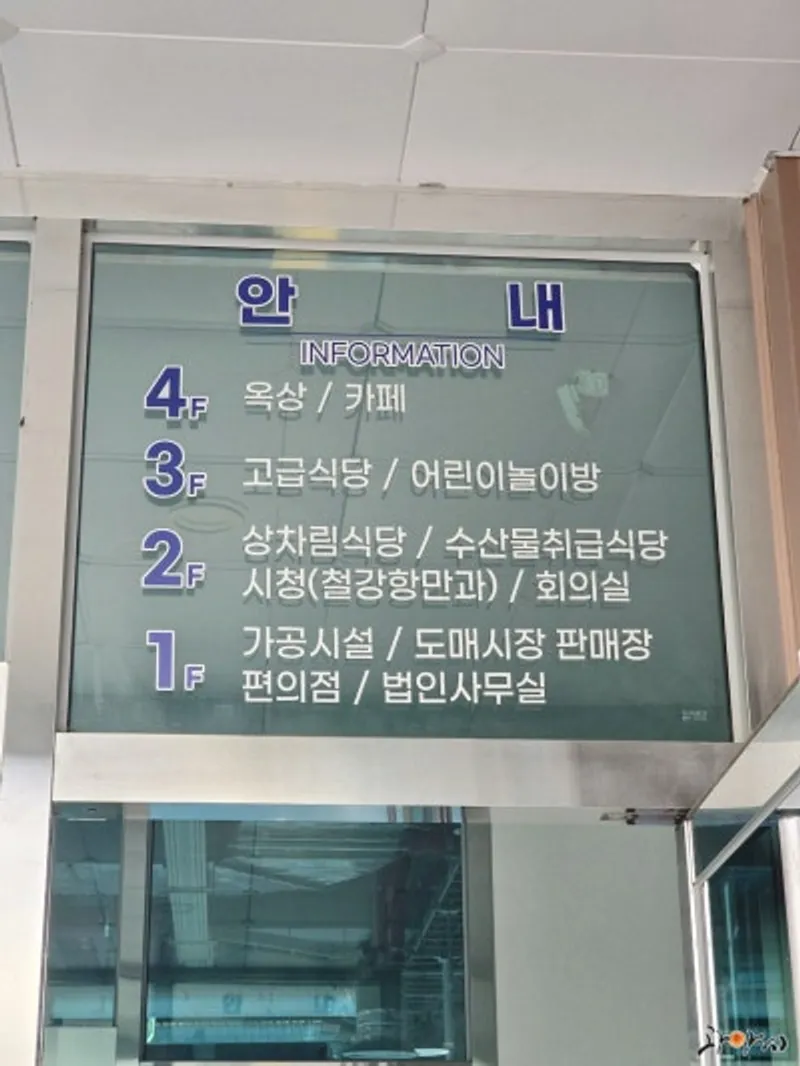 안 내
INFORMATION
4F 옥상 / 카페
3F 고급식당 / 어린이놀이방
2F 상차림식당 / 수산물취급식당
시청(철강항만과) / 회의실
1F 가공시설 / 도매시장 판매장
편의점 / 법인사무실
광양시